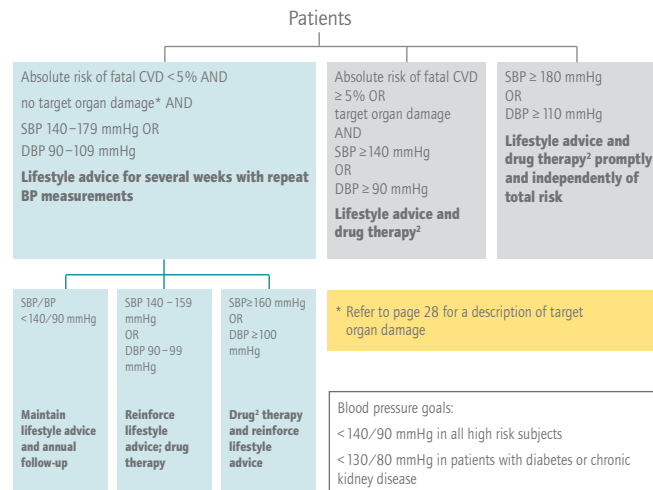 Patients
Absolute risk of fatal CVD <5% AND
no target organ damage* AND
SBP 140–179 mmHg OR
DBP 90–109 mmHg
Lifestyle advice for several weeks with repeat
BP measurements
Absolute risk of fatal CVD
≥ 5% OR
target organ damage
AND
SBP ≥140 mmHg
OR
DBP ≥ 90 mmHg
Lifestyle advice and
drug therapy²
SBP ≥ 180 mmHg
OR
DBP ≥ 110 mmHg
Lifestyle advice and
drug therapy² promptly
and independently of
total risk
SBP/BP
<140/90 mmHg
Maintain
lifestyle advice
and annual
follow-up
SBP 140 –159
mmHg
OR
DBP 90–99
mmHg
Reinforce
lifestyle
advice; drug
therapy
SBP≥160 mmHg
OR
DBP ≥100
mmHg
Drug² therapy
and reinforce
lifestyle
advice
* Refer to page 28 for a description of target
organ damage
Blood pressure goals:
<140/90 mmHg in all high risk subjects
<130/80 mmHg in patients with diabetes or chronic
kidney disease